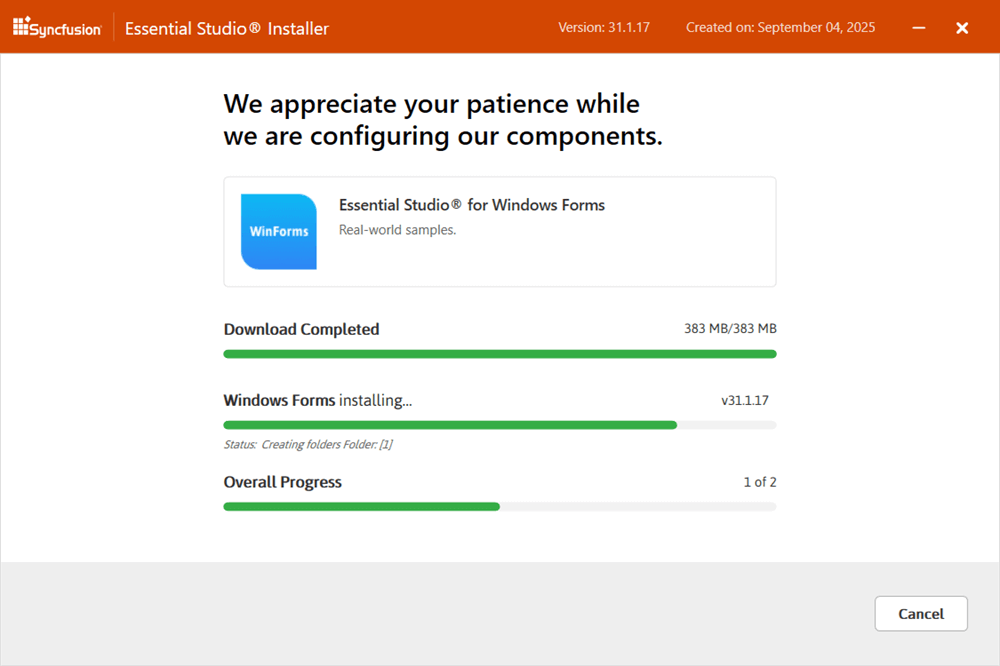 Syncfusion® Essential Studio® Installer Version: 31.1.17 Created on: September 04, 2025
We appreciate your patience while
we are configuring our components.
WinForms
Essential Studio® for Windows Forms
Real-world samples.
Download Completed 383 MB/383 MB
Windows Forms installing... v31.1.17
Status: Creating folders Folder: [1]
Overall Progress 1 of 2
Cancel